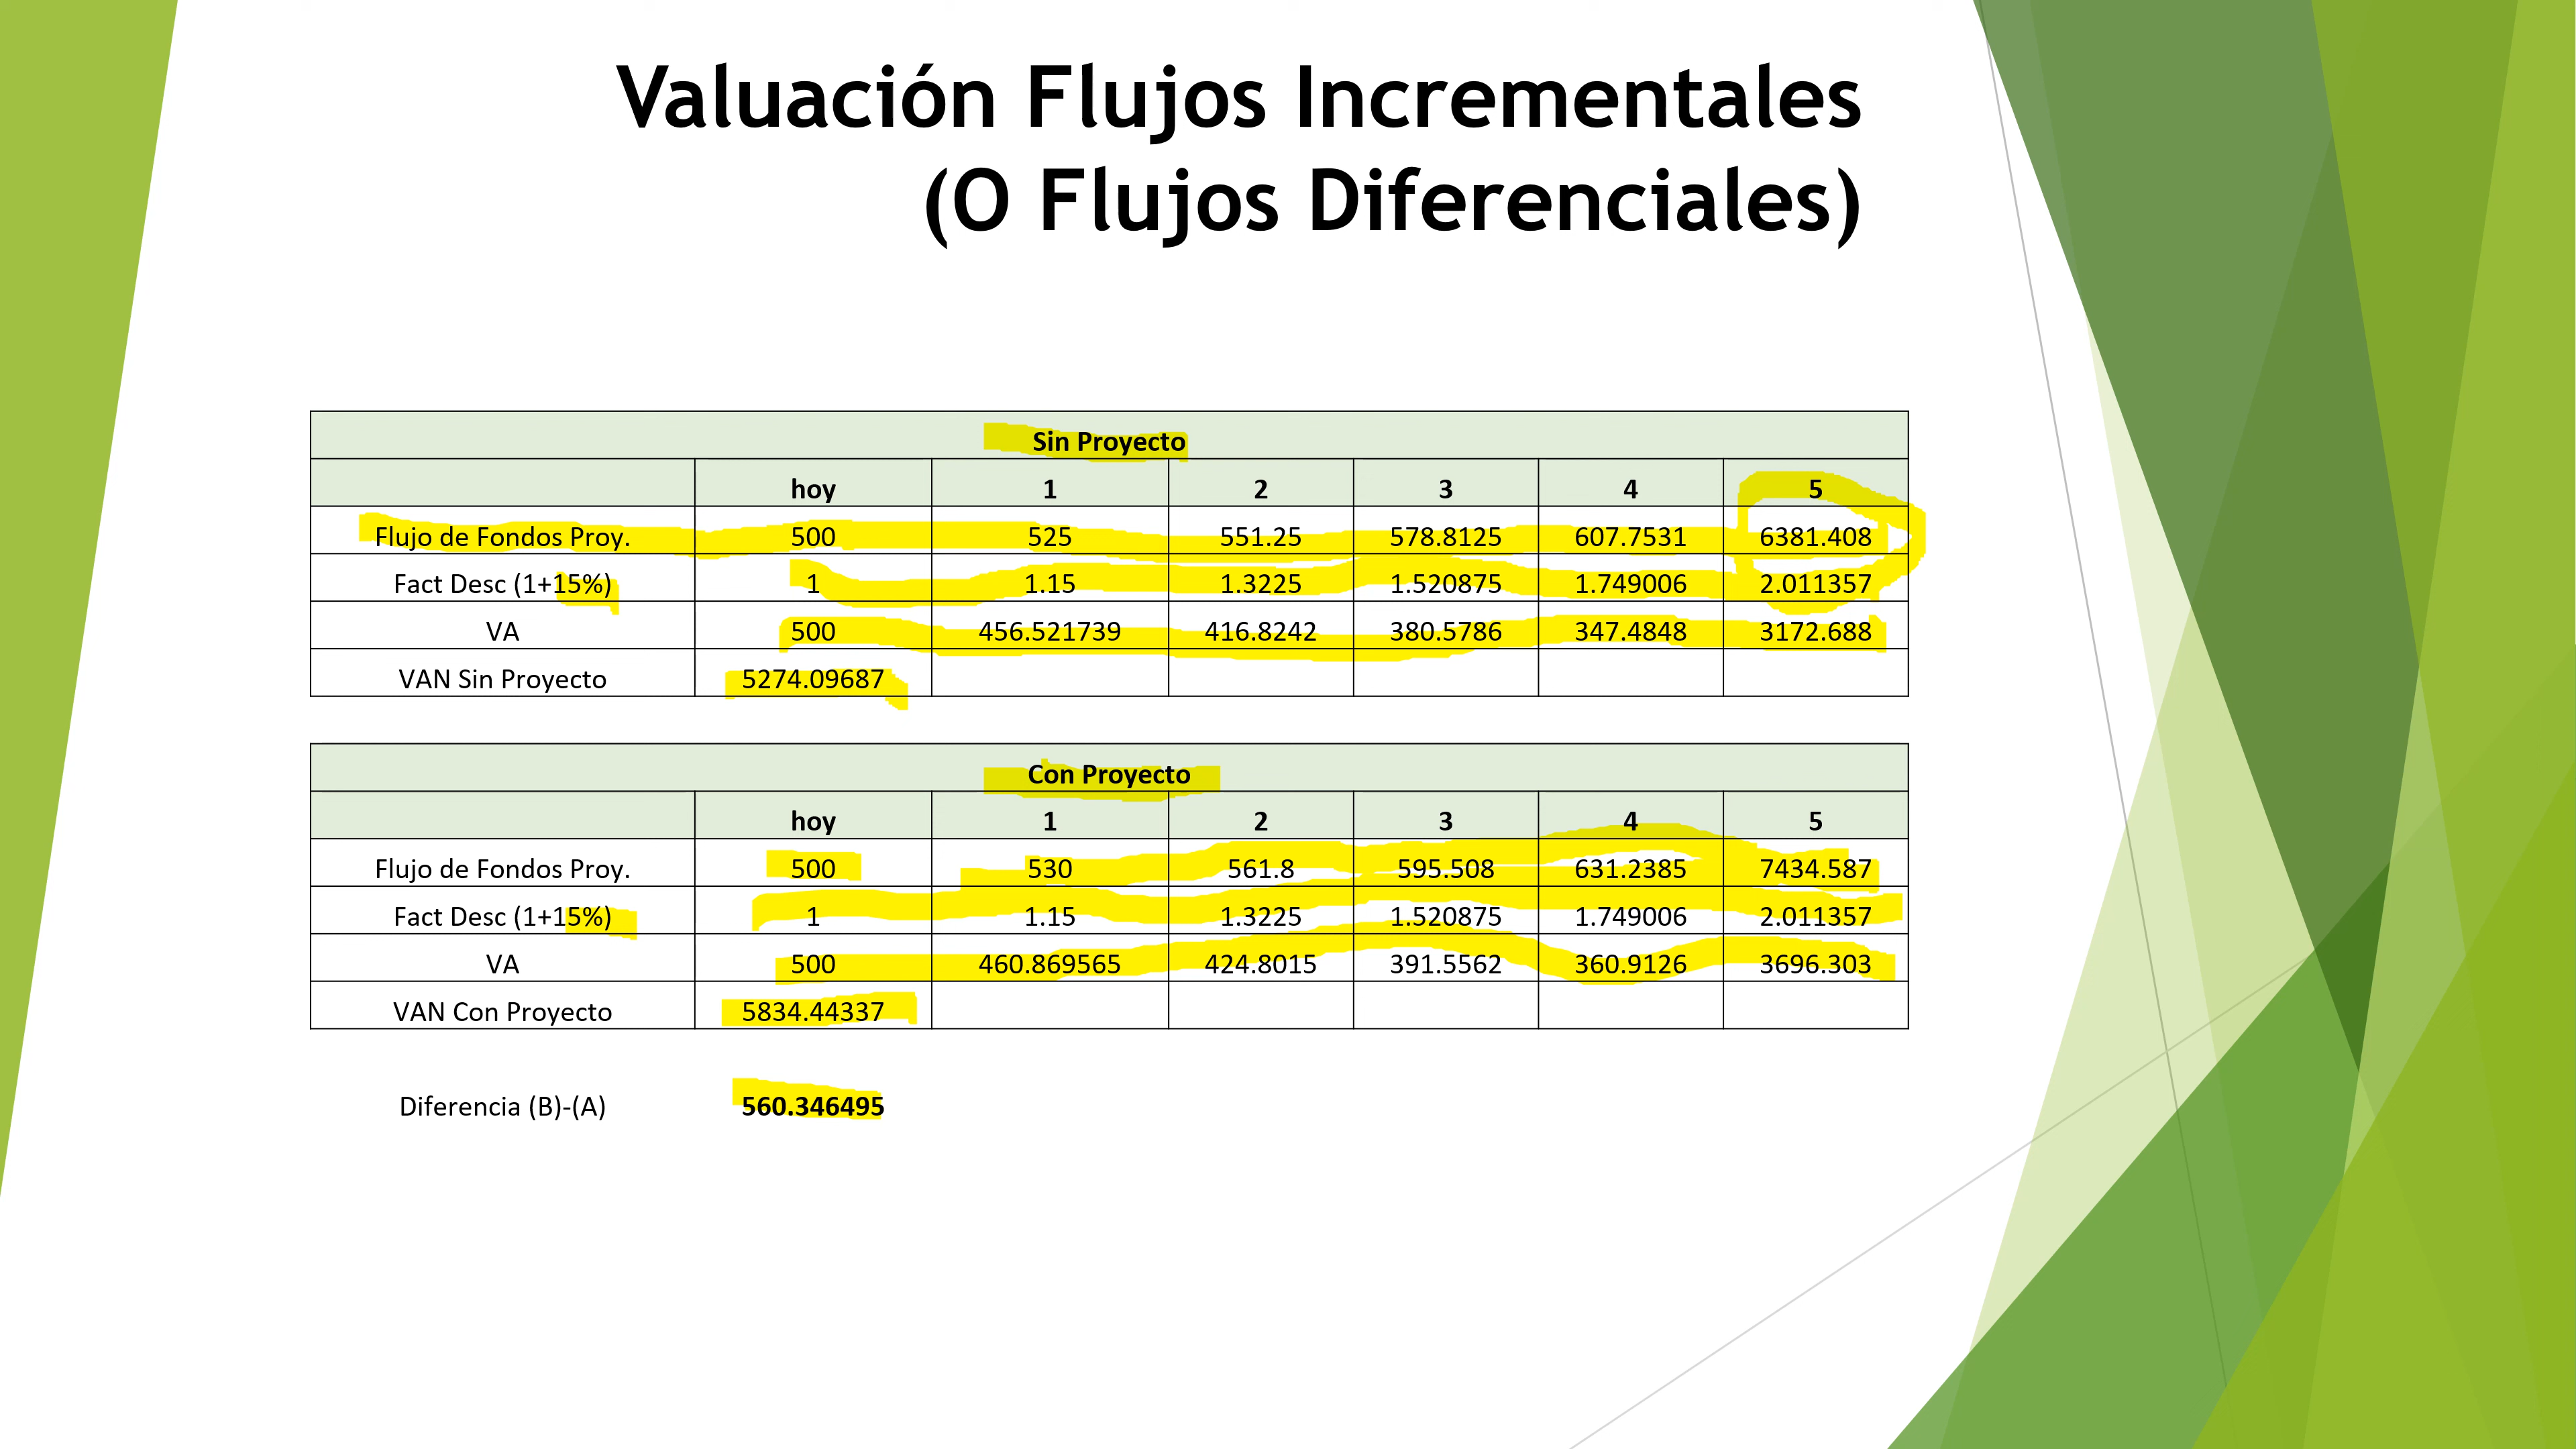 Valuación Flujos Incrementales
(O Flujos Diferenciales)
Sin Proyecto
hoy 1 2 3 4 5
Flujo de Fondos Proy. 500 525 551.25 578.8125 607.7531 6381.408
Fact Desc (1+15%) 1 1.15 1.3225 1.520875 1.749006 2.011357
VA 500 456.521739 416.8242 380.5786 347.4848 3172.688
VAN Sin Proyecto 5274.09687
Con Proyecto
hoy 1 2 3 4 5
Flujo de Fondos Proy. 500 530 561.8 595.508 631.2385 7434.587
Fact Desc (1+15%) 1 1.15 1.3225 1.520875 1.749006 2.011357
VA 500 460.869565 424.8015 391.5562 360.9126 3696.303
VAN Con Proyecto 5834.44337
Diferencia (B)-(A) 560.346495